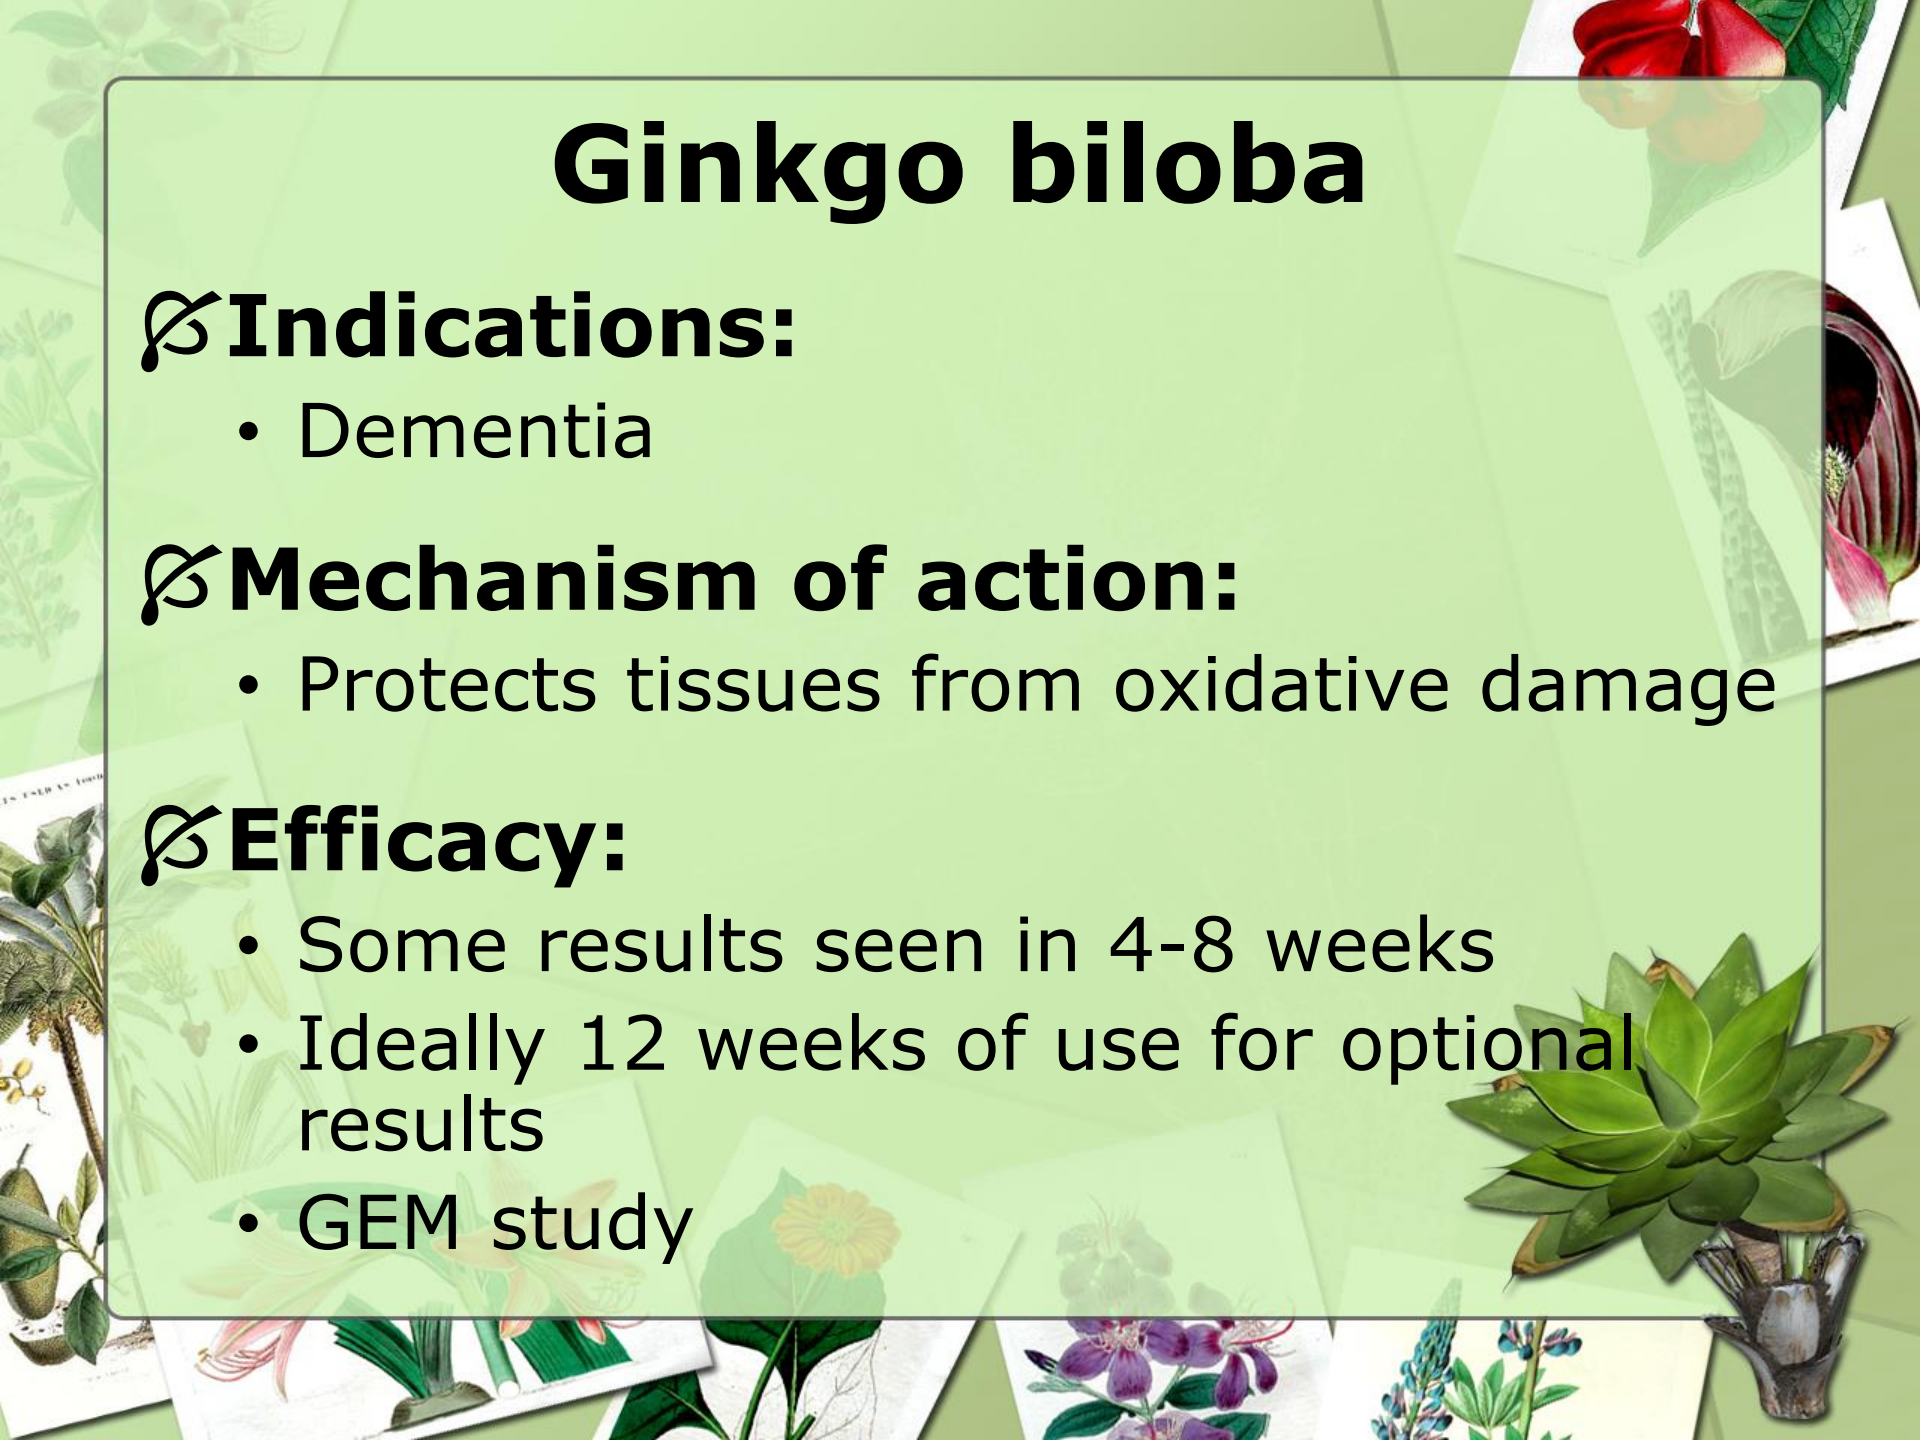 Ginkgo biloba
Indications:
• Dementia
Mechanism of action:
• Protects tissues from oxidative damage
Efficacy:
• Some results seen in 4-8 weeks
• Ideally 12 weeks of use for optional
results
• GEM study